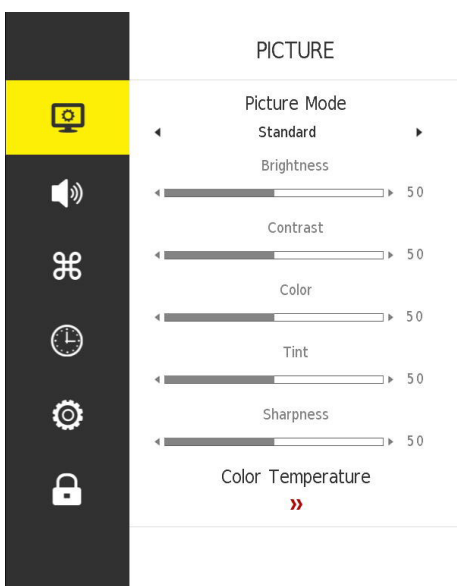 PICTURE
Picture Mode
Standard
Brightness
50
Contrast
50
Color
50
Tint
50
Sharpness
50
Color Temperature